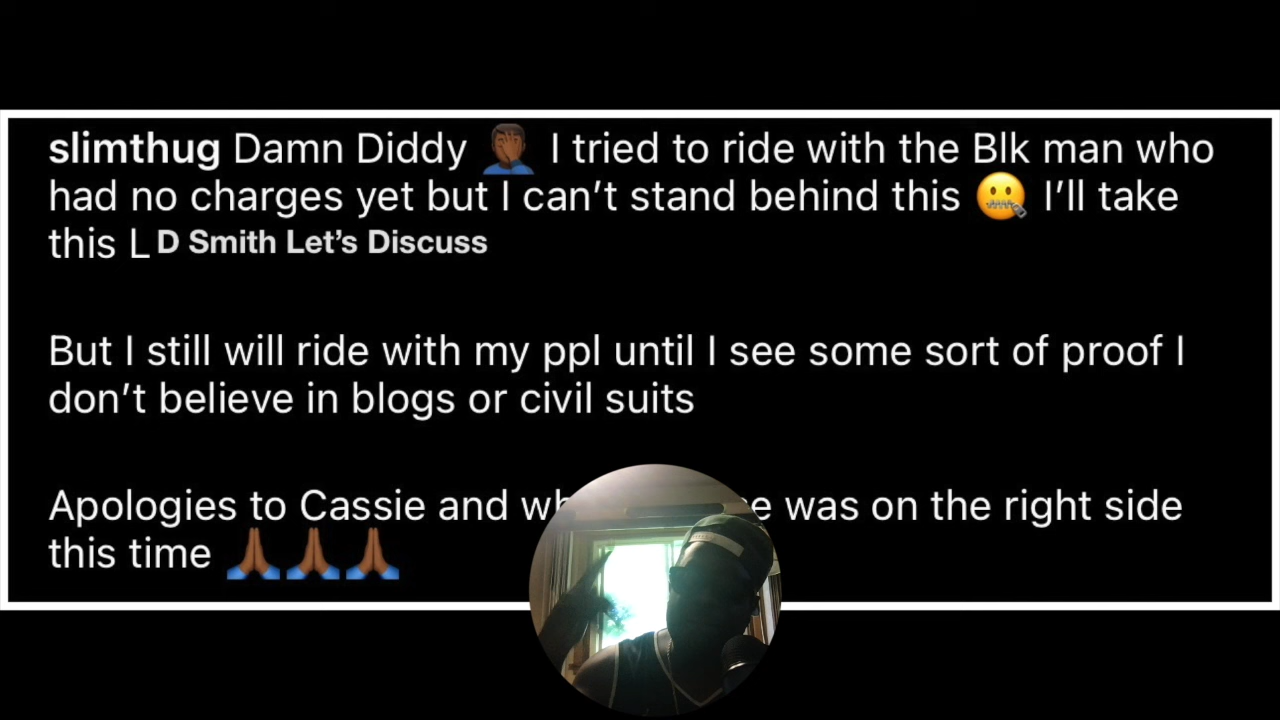 slimthug Damn Diddy 🤦🏾‍♂️ I tried to ride with the Blk man who
had no charges yet but I can’t stand behind this 🤐 I’ll take
this L D Smith Let’s Discuss
But I still will ride with my ppl until I see some sort of proof I
don’t believe in blogs or civil suits
Apologies to Cassie and was on the right side
this time 🙏🏾🙏🏾🙏🏾